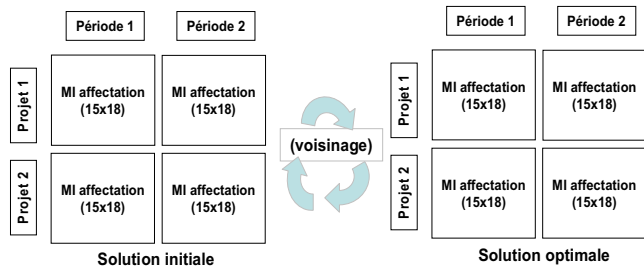 Période 1
Période 2
Projet 1
MI affectation
(15x18)
MI affectation
(15x18)
Projet 2
MI affectation
(15x18)
MI affectation
(15x18)
Solution initiale
(voisinage)
Période 1
Période 2
Projet 1
MI affectation
(15x18)
MI affectation
(15x18)
Projet 2
MI affectation
(15x18)
MI affectation
(15x18)
Solution optimale